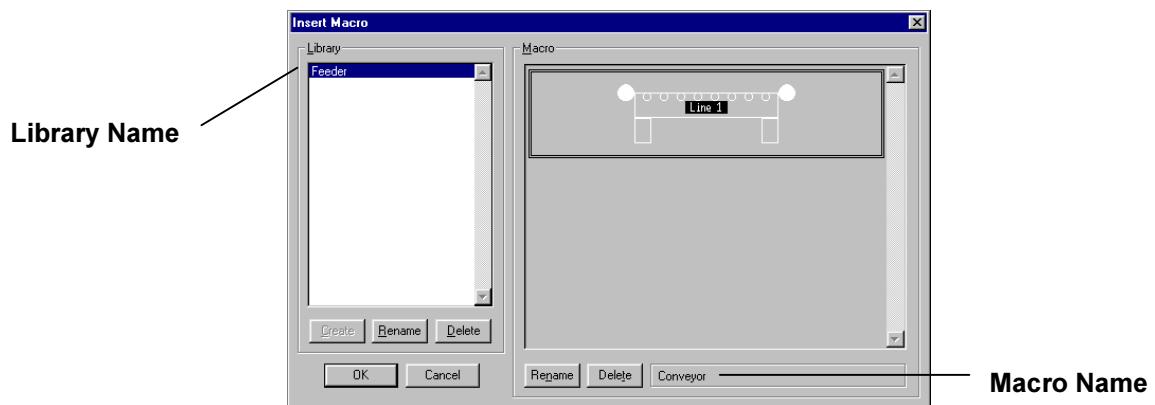 Insert Macro
Library
Macro
Feeder
Line 1
Library Name
Create Rename Delete
OK Cancel
Rename Delete Conveyor
Macro Name